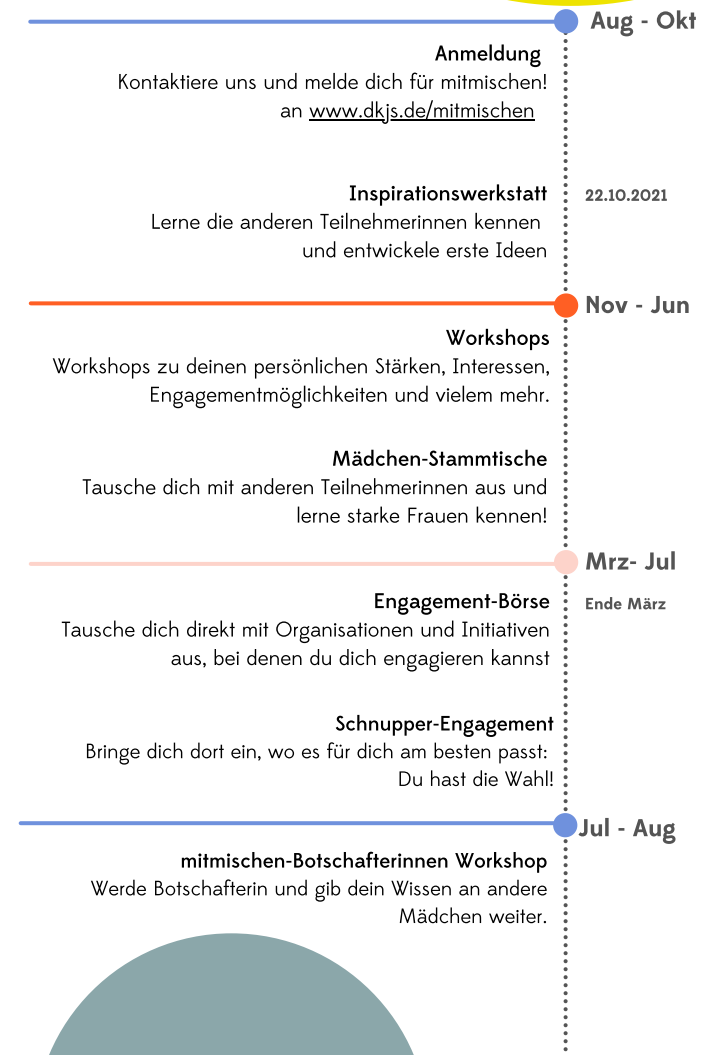 Aug - Okt
Anmeldung
Kontaktiere uns und melde dich für mitmischen!
an www.dkjs.de/mitmischen
Inspirationswerkstatt
22.10.2021
Lerne die anderen Teilnehmerinnen kennen
und entwickele erste Ideen
Nov - Jun
Workshops
Workshops zu deinen persönlichen Stärken, Interessen,
Engagementmöglichkeiten und vielem mehr.
Mädchen-Stammtische
Tausche dich mit anderen Teilnehmerinnen aus und
lerne starke Frauen kennen!
Mrz- Jul
Engagement-Börse
Ende März
Tausche dich direkt mit Organisationen und Initiativen
aus, bei denen du dich engagieren kannst
Schnupper-Engagement
Bringe dich dort ein, wo es für dich am besten passt:
Du hast die Wahl!
Jul - Aug
mitmischen-Botschafterinnen Workshop
Werde Botschafterin und gib dein Wissen an andere
Mädchen weiter.